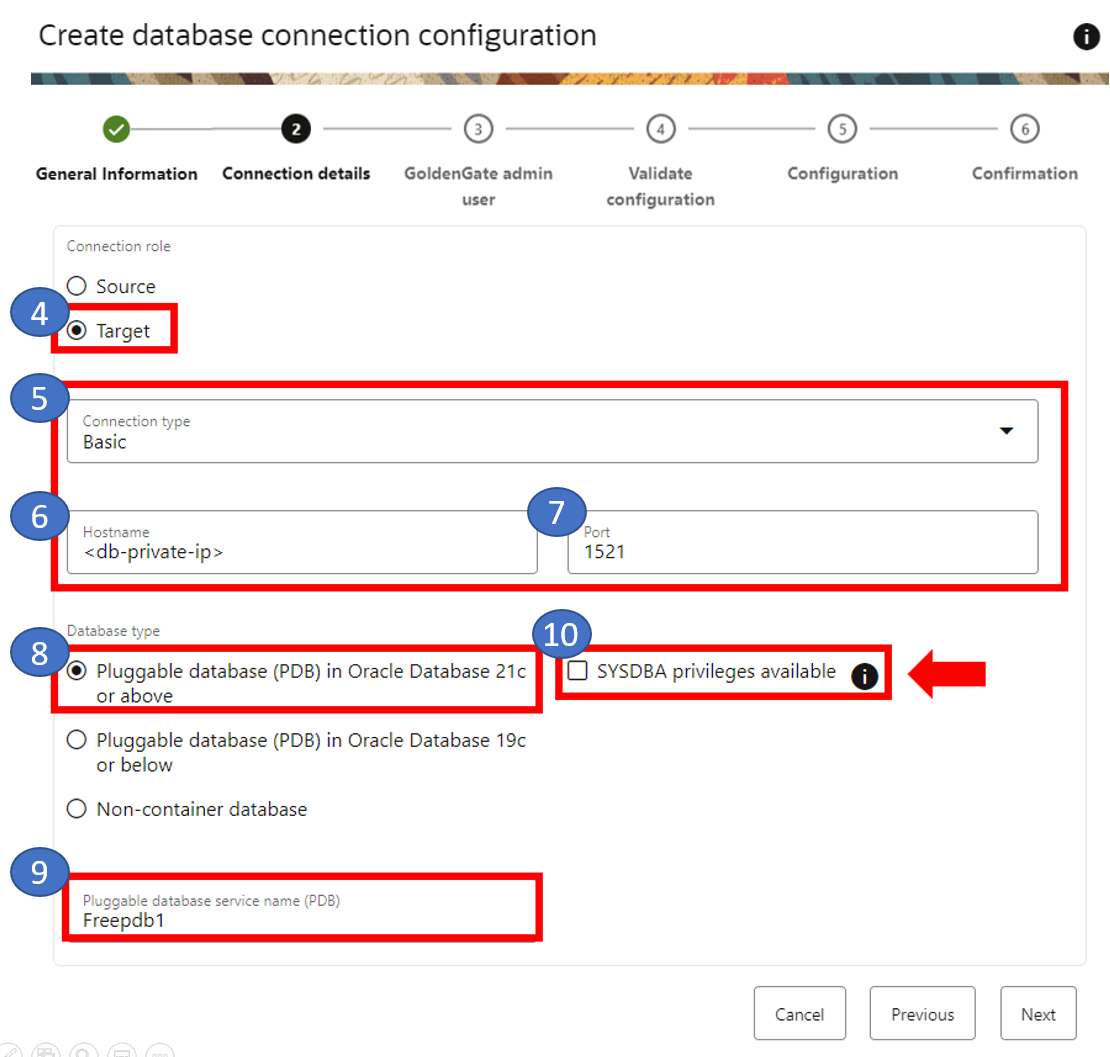 Create database connection configuration
i
2
3
4
5
6
General Information
Connection details
GoldenGate admin
user
Validate
configuration
Configuration
Confirmation
Connection role
Source
4
Target
5
Connection type
Basic
6
7
Hostname
<db-private-ip>
Port
1521
Database type
8
10
Pluggable database (PDB) in Oracle Database 21c
or above
SYSDBA privileges available
i
Pluggable database (PDB) in Oracle Database 19c
or below
Non-container database
9
Pluggable database service name (PDB)
Freepdb1
Cancel
Previous
Next